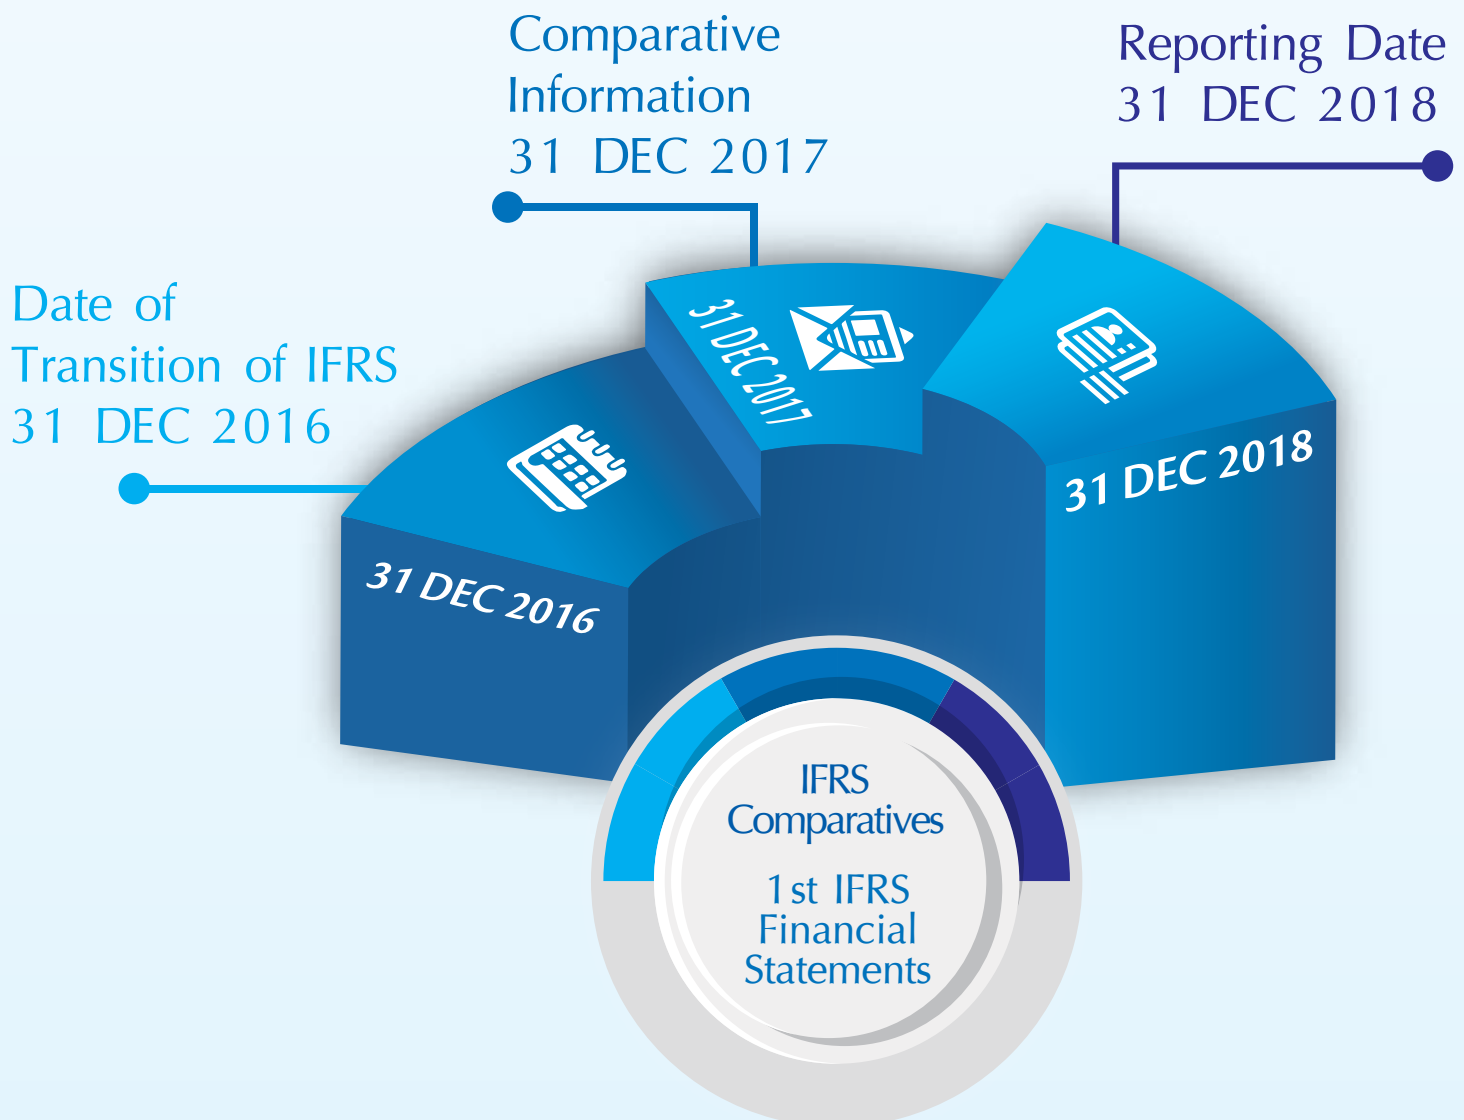 Comparative
Information
31 DEC 2017
Reporting Date
31 DEC 2018
Date of
Transition of IFRS
31 DEC 2016
31 DEC 2016
31 DEC 2017
31 DEC 2018
IFRS
Comparatives
1st IFRS
Financial
Statements